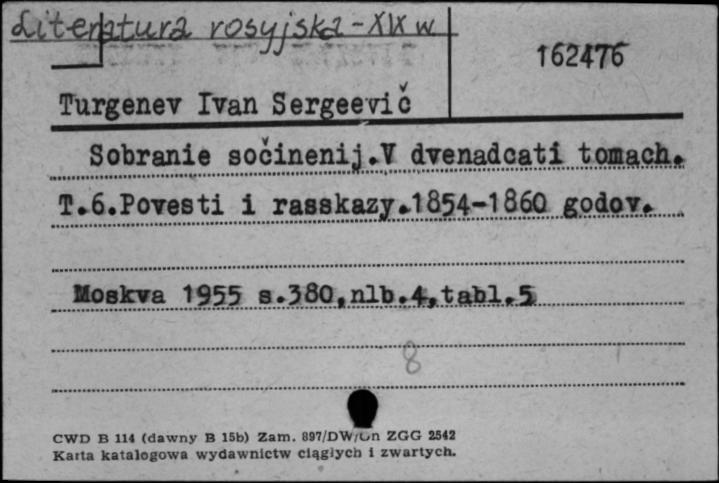 Literatura rosyjska - XIX w
162476
Turgenev Ivan Sergeevič
Sobranie sočinenij.V dvenadcati tomach.
T.6.Povesti i rasskazy.1854-1860 godov.
Moskva 1955 s.380,nlb.4,tabl.5
8
CWD B 114 (dawny B 15b) Zam. 897/DW/Gn ZGG 2542
Karta katalogowa wydawnictw ciągłych i zwartych.